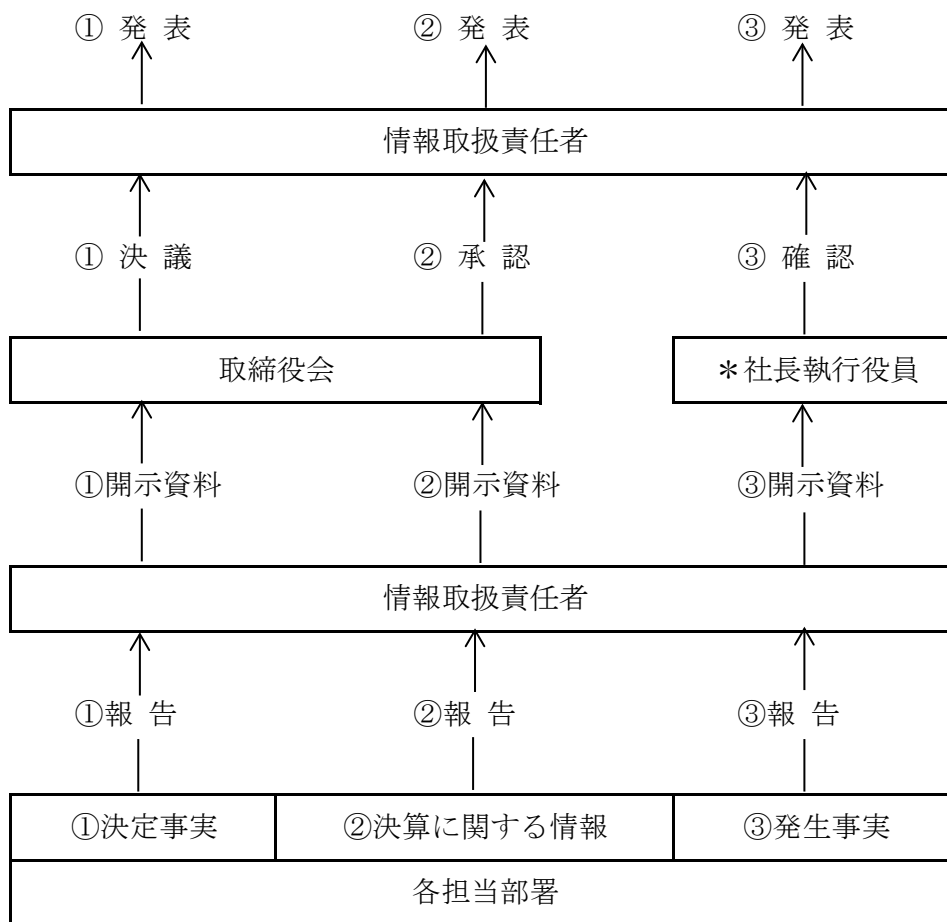 ① 発 表 ② 発 表 ③ 発 表
情報取扱責任者
① 決 議 ② 承 認 ③ 確 認
取締役会 ＊社長執行役員
①開示資料 ②開示資料 ③開示資料
情報取扱責任者
①報 告 ②報 告 ③報 告
①決定事実 ②決算に関する情報 ③発生事実
各担当部署